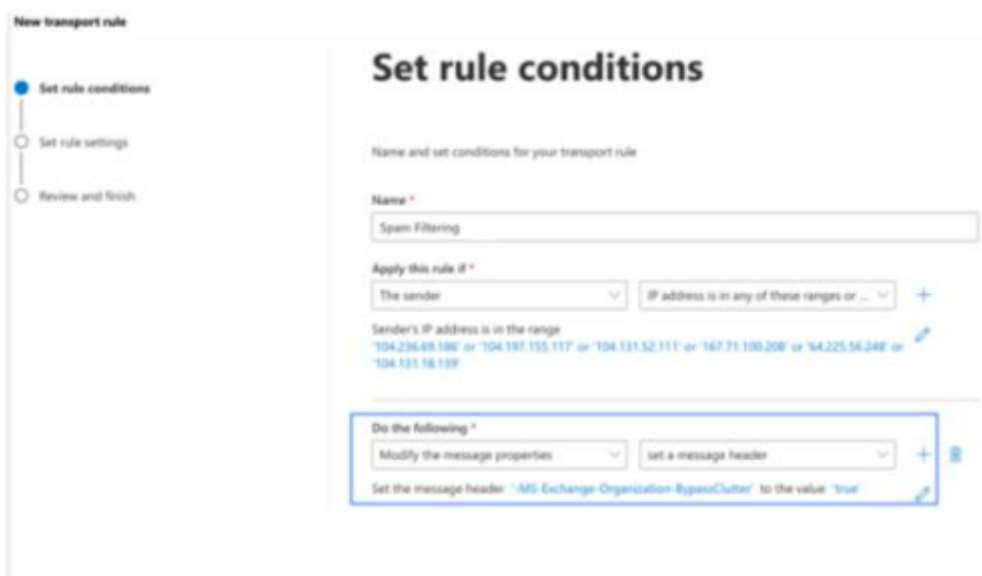 New transport rule
Set rule conditions
Set rule settings
Review and finish
Set rule conditions
Name and set conditions for your transport rule
Name *
Spam Filtering
Apply this rule if *
The sender
IP address is in any of these ranges or ...
Sender's IP address is in the range
'104.236.69.186' or '104.197.155.117' or '104.131.52.111' or '167.71.100.208' or '64.225.56.248' or
'104.131.18.139'
Do the following *
Modify the message properties
set a message header
Set the message header '-MS-Exchange-Organization-BypassClutter' to the value 'true'